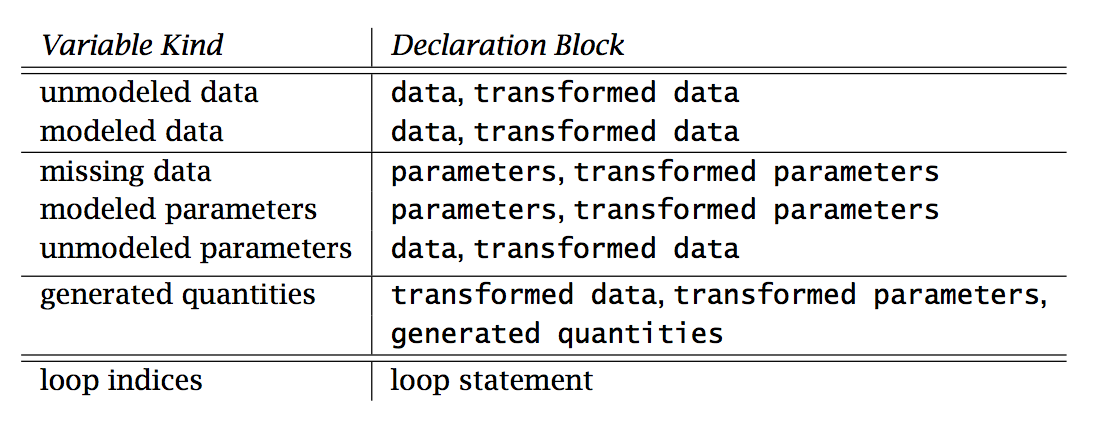 Variable Kind Declaration Block
unmodeled data data, transformed data
modeled data data, transformed data
missing data parameters, transformed parameters
modeled parameters parameters, transformed parameters
unmodeled parameters data, transformed data
generated quantities transformed data, transformed parameters,
generated quantities
loop indices loop statement